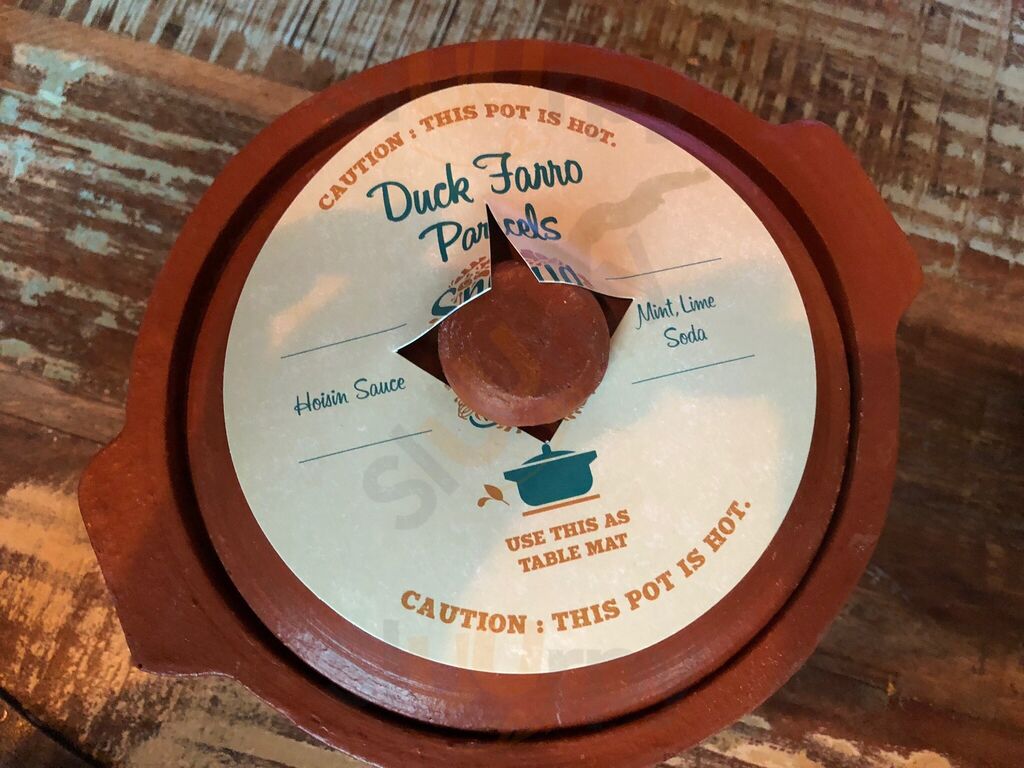 CAUTION : THIS POT IS HOT.
Duck Farro
Parcels
Mint, Lime
Soda
Hoisin Sauce
USE THIS AS
TABLE MAT
CAUTION : THIS POT IS HOT.